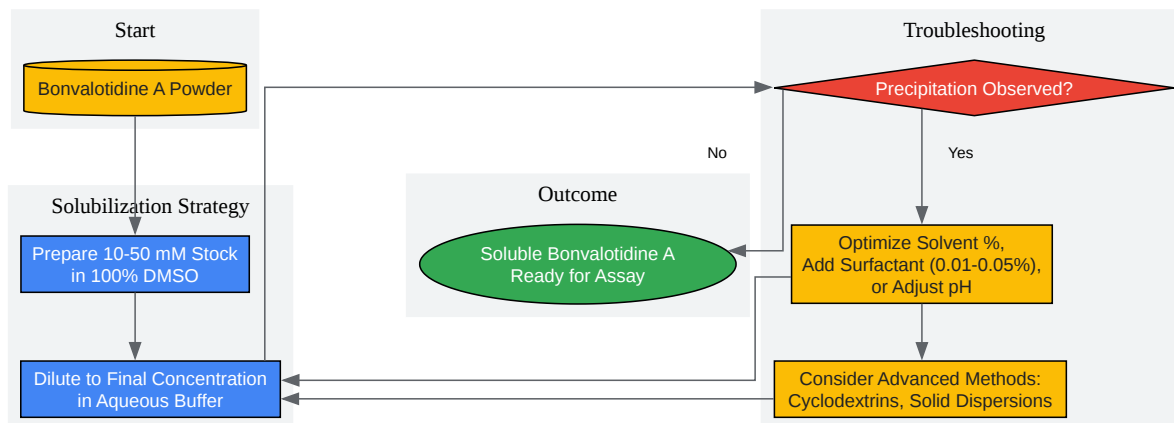 Start
Bonvalotidine A Powder
Solubilization Strategy
Prepare 10-50 mM Stock
in 100% DMSO
Dilute to Final Concentration
in Aqueous Buffer
Troubleshooting
Precipitation Observed?
No
Yes
Outcome
Soluble Bonvalotidine A
Ready for Assay
Optimize Solvent %,
Add Surfactant (0.01-0.05%),
or Adjust pH
Consider Advanced Methods:
Cyclodextrins, Solid Dispersions